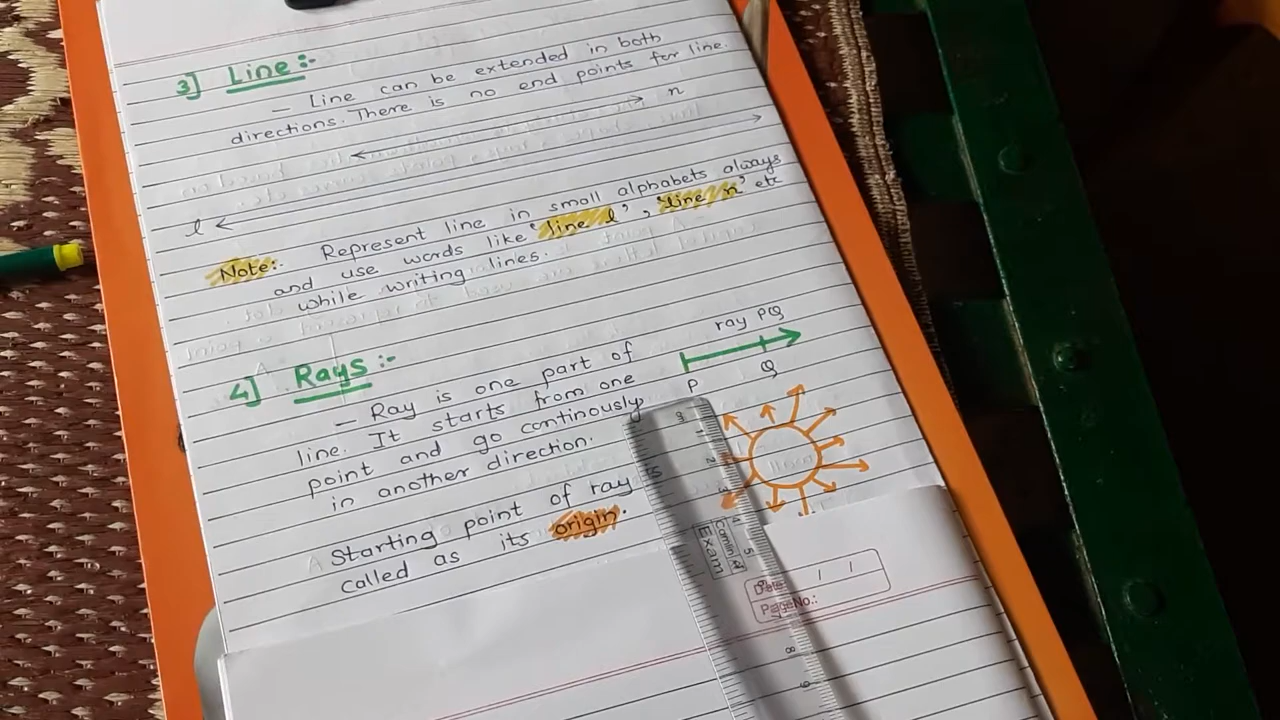 3] Line :-
— Line can be extended in both
directions. There is no end points for line.
n
l
Note:- Represent line in small alphabets always
and use words like 'line l', 'line n' etc
while writing lines.
4] Rays :-
— Ray is one part of
line. It starts from one
point and go continously
in another direction.
ray PQ
P Q
Starting point of ray
called as its origin.
Camlin
Exam
Date / /
Page No.: